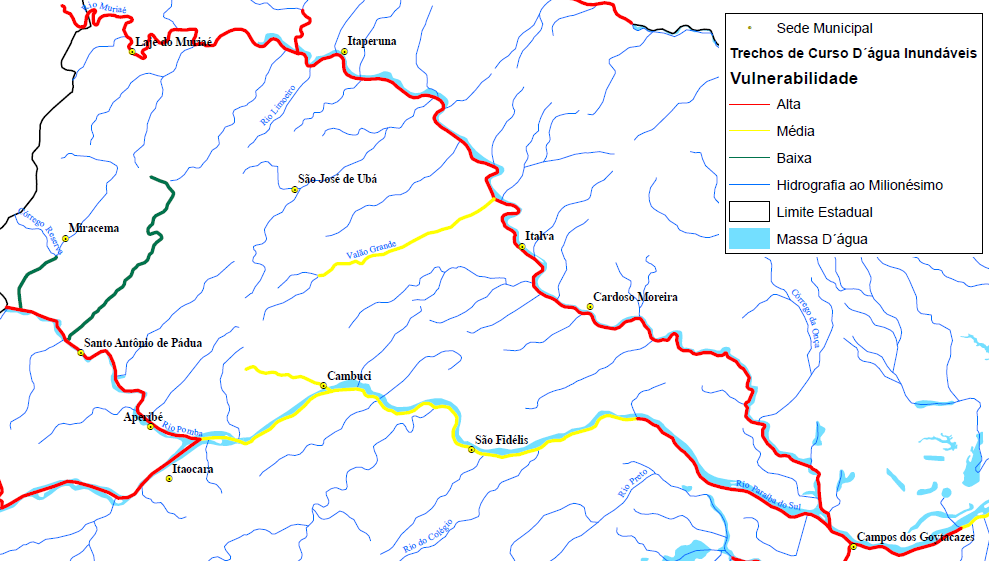 Rio Muriaé
Laje do Muriaé
Itaperuna
Rio Limoeiro
São José de Ubá
Córrego Reserva
Miracema
Valão Grande
Italva
Cardoso Moreira
Córrego da Onça
Santo Antônio de Pádua
Cambuci
Aperibé
Rio Pomba
São Fidélis
Itaocara
Rio Preto
Rio Paraíba do Sul
Rio do Colégio
Campos dos Goytacazes
Sede Municipal
Trechos de Curso D´água Inundáveis
Vulnerabilidade
Alta
Média
Baixa
Hidrografia ao Milionésimo
Limite Estadual
Massa D´água